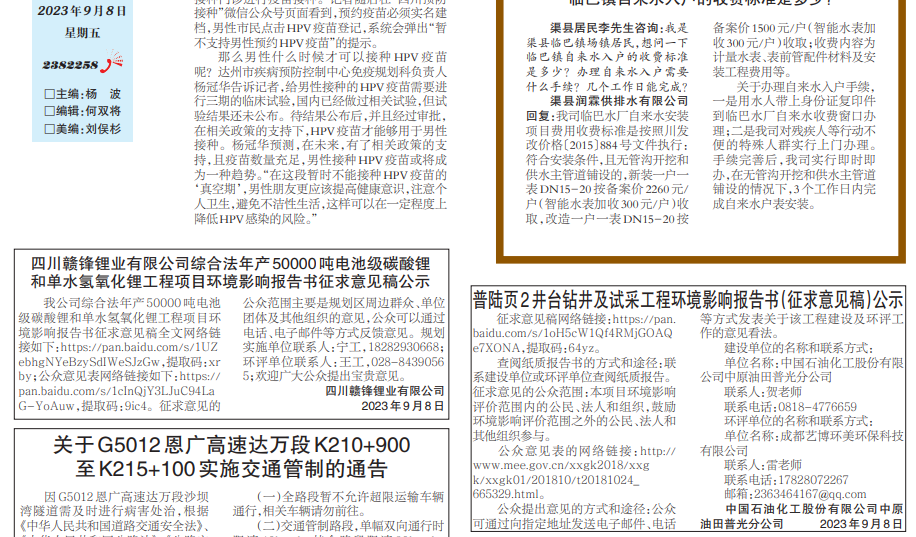 2023年9月8日
星期五
2382258
□主编:杨　波
□编辑:何双将
□美编:刘俣杉
接种”微信公众号页面看到，预约疫苗必须实名建
档，男性市民点击HPV疫苗登记，系统会弹出“暂
不支持男性预约HPV疫苗”的提示。
那么男性什么时候才可以接种HPV疫苗
呢？达州市疾病预防控制中心免疫规划科负责人
杨冠华告诉记者，给男性接种的HPV疫苗需要进
行三期的临床试验，国内已经做过相关试验，但试
验结果还未公布。待结果公布后，并且经过审批，
在相关政策的支持下，HPV疫苗才能够用于男性
接种。杨冠华预测，在未来，有了相关政策的支
持，且疫苗数量充足，男性接种HPV疫苗或将成
为一种趋势。“在这段暂时不能接种HPV疫苗的
‘真空期’，男性朋友更应该提高健康意识，注意个
人卫生，避免不洁性生活，这样可以在一定程度上
降低HPV感染的风险。”
临巴镇自来水入户的收费标准是多少？
渠县居民李先生咨询：我是
渠县临巴镇场镇居民，想问一下
临巴镇自来水入户的收费标准
是多少？办理自来水入户需要
什么手续？几个工作日能完成？
渠县润霖供排水有限公司
回复：我司临巴水厂自来水安装
项目费用收费标准是按照川发
改价格〔2015〕884号文件执行；
符合安装条件，且无管沟开挖和
供水主管道铺设的，新装一户一
表DN15-20按备案价2260元/
户（智能水表加收300元/户）收
取，改造一户一表DN15-20按
备案价1500元/户（智能水表加
收300元/户）收取；收费内容为
计量水表、表前管配件材料及安
装工程费用等。
关于办理自来水入户手续，
一是用水人带上身份证复印件
到临巴水厂自来水收费窗口办
理；二是我司对残疾人等行动不
便的特殊人群实行上门办理。
手续完善后，我司实行即时即
办，在无管沟开挖和供水主管道
铺设的情况下，3个工作日内完
成自来水户表安装。
四川赣锋锂业有限公司综合法年产50000吨电池级碳酸锂
和单水氢氧化锂工程项目环境影响报告书征求意见稿公示
我公司综合法年产50000吨电池
级碳酸锂和单水氢氧化锂工程项目环
境影响报告书征求意见稿全文网络链
接如下:https://pan.baidu.com/s/1UZ
ebhgNYeBzySdIWeSJzGw,提取码:xr
by;公众意见表网络链接如下:https://
pan.baidu.com/s/1clnQjY3LJuC94La
G-YoAuw,提取码:9ic4。征求意见的
公众范围主要是规划区周边群众、单位
团体及其他组织的意见,公众可以通过
电话、电子邮件等方式反馈意见。规划
实施单位联系人:宁工,18282930668;
环评单位联系人:王工,028-8439056
5;欢迎广大公众提出宝贵意见。
四川赣锋锂业有限公司
2023年9月8日
关于G5012恩广高速达万段K210+900
至K215+100实施交通管制的通告
因G5012恩广高速达万段沙坝
湾隧道需及时进行病害处治,根据
《中华人民共和国道路交通安全法》、
(一)全路段暂不允许超限运输车辆
通行,相关车辆请勿前往。
(二)交通管制路段,单幅双向通行时
普陆页2井台钻井及试采工程环境影响报告书(征求意见稿)公示
征求意见稿网络链接:https://pan.
baidu.com/s/1oH5cW1Qf4RMjGOAQ
e7XONA,提取码:64yz。
查阅纸质报告书的方式和途径:联
系建设单位或环评单位查阅纸质报告。
征求意见的公众范围:本项目环境影响
评价范围内的公民、法人和组织,鼓励
环境影响评价范围之外的公民、法人和
其他组织参与。
公众意见表的网络链接:http://
www.mee.gov.cn/xxgk2018/xxg
k/xxgk01/201810/t20181024_
665329.html。
公众提出意见的方式和途径:公众
可通过向指定地址发送电子邮件、电话
等方式发表关于该工程建设及环评工
作的意见看法。
建设单位的名称和联系方式:
单位名称:中国石油化工股份有限
公司中原油田普光分公司
联系人:贺老师
联系电话:0818-4776659
环评单位的名称和联系方式:
单位名称:成都艺博环美环保科技
有限公司
联系人:雷老师
联系电话:17828072267
邮箱:2363464167@qq.com
中国石油化工股份有限公司中原
油田普光分公司　2023年9月8日